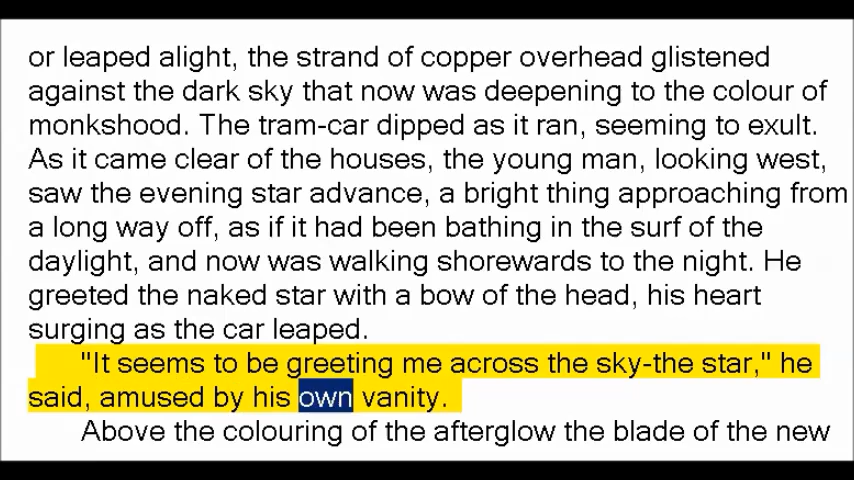 or leaped alight, the strand of copper overhead glistened
against the dark sky that now was deepening to the colour of
monkshood. The tram-car dipped as it ran, seeming to exult.
As it came clear of the houses, the young man, looking west,
saw the evening star advance, a bright thing approaching from
a long way off, as if it had been bathing in the surf of the
daylight, and now was walking shorewards to the night. He
greeted the naked star with a bow of the head, his heart
surging as the car leaped.
"It seems to be greeting me across the sky-the star," he
said, amused by his own vanity.
Above the colouring of the afterglow the blade of the new